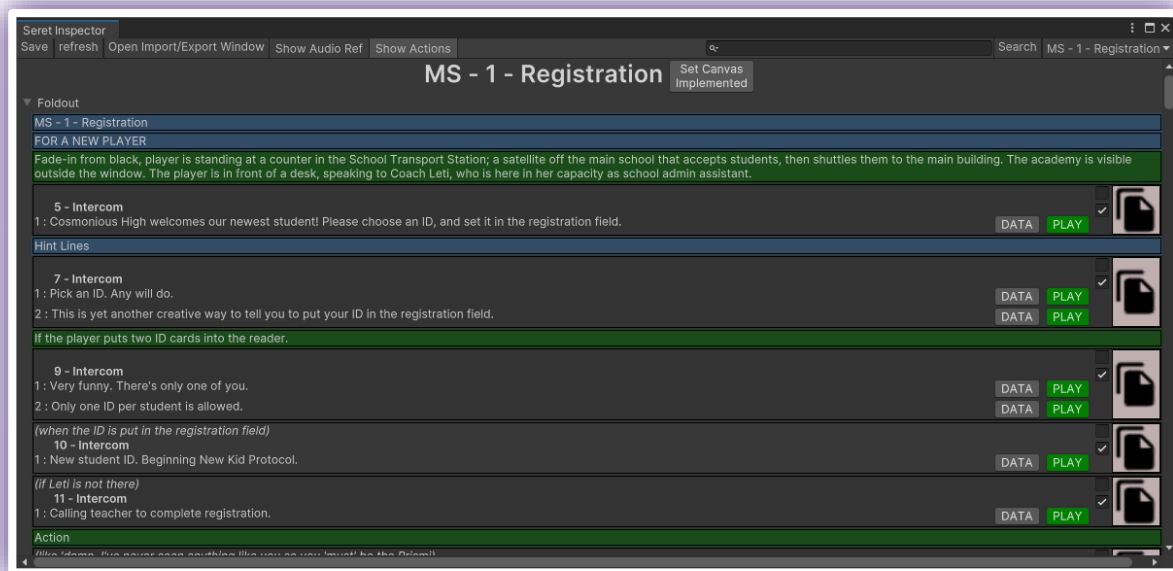 Seret Inspector
Save refresh Open Import/Export Window Show Audio Ref Show Actions Search MS - 1 - Registration
MS - 1 - Registration Set Canvas Implemented
Foldout
MS - 1 - Registration
FOR A NEW PLAYER
Fade-in from black, player is standing at a counter in the School Transport Station; a satellite off the main school that accepts students, then shuttles them to the main building. The academy is visible
outside the window. The player is in front of a desk, speaking to Coach Leti, who is here in her capacity as school admin assistant.
5 - Intercom
1 : Cosmonious High welcomes our newest student! Please choose an ID, and set it in the registration field. DATA PLAY
Hint Lines
7 - Intercom
1 : Pick an ID. Any will do. DATA PLAY
2 : This is yet another creative way to tell you to put your ID in the registration field. DATA PLAY
If the player puts two ID cards into the reader.
9 - Intercom
1 : Very funny. There's only one of you. DATA PLAY
2 : Only one ID per student is allowed. DATA PLAY
(when the ID is put in the registration field)
10 - Intercom
1 : New student ID. Beginning New Kid Protocol. DATA PLAY
(if Leti is not there)
11 - Intercom
1 : Calling teacher to complete registration. DATA PLAY
Action